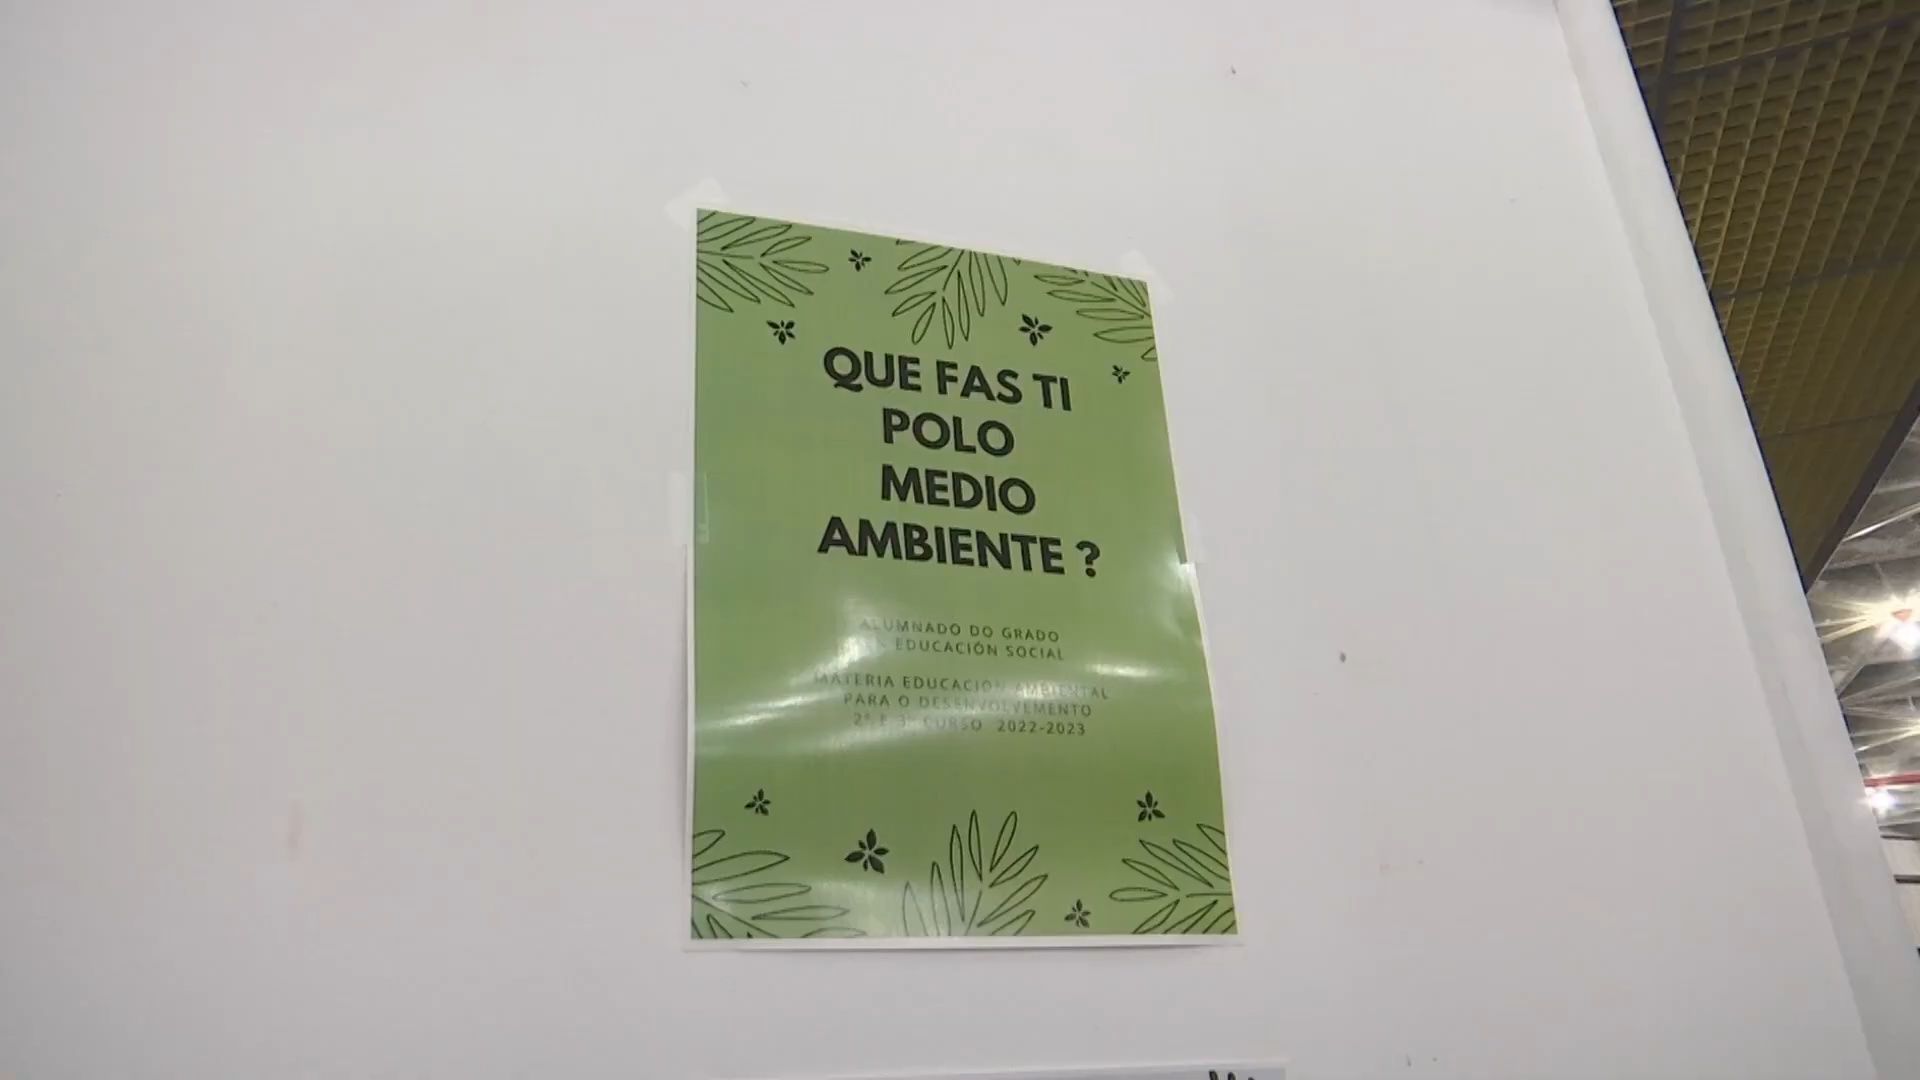 QUE FAS TI
POLO
MEDIO
AMBIENTE ?
ALUMNADO DO GRADO
EDUCACIÓN SOCIAL
MATERIA EDUCACIÓN AMBIENTAL
PARA O DESENVOLVEMENTO
2º E 3º CURSO 2022-2023